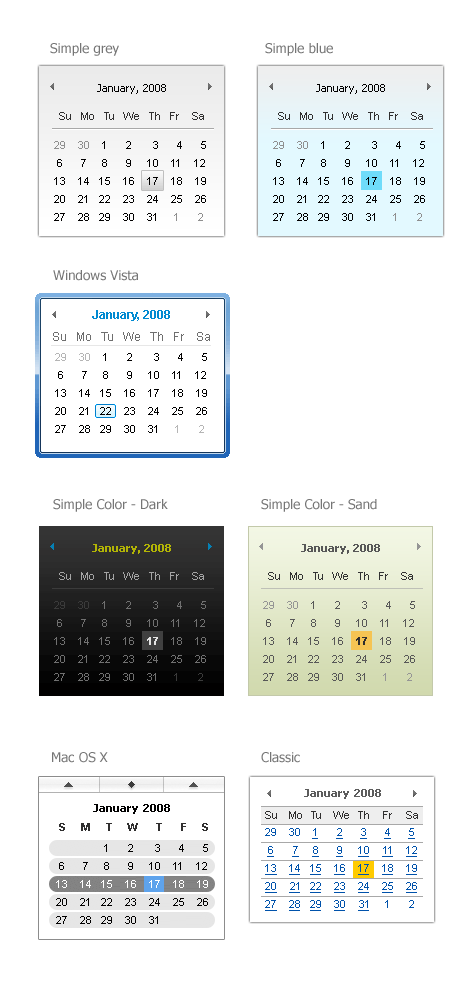 Simple grey
January, 2008
Su Mo Tu We Th Fr Sa
29 30 1 2 3 4 5
6 7 8 9 10 11 12
13 14 15 16 17 18 19
20 21 22 23 24 25 26
27 28 29 30 31 1 2
Simple blue
January, 2008
Su Mo Tu We Th Fr Sa
29 30 1 2 3 4 5
6 7 8 9 10 11 12
13 14 15 16 17 18 19
20 21 22 23 24 25 26
27 28 29 30 31 1 2
Windows Vista
January, 2008
Su Mo Tu We Th Fr Sa
29 30 1 2 3 4 5
6 7 8 9 10 11 12
13 14 15 16 17 18 19
20 21 22 23 24 25 26
27 28 29 30 31 1 2
Simple Color - Dark
January, 2008
Su Mo Tu We Th Fr Sa
29 30 1 2 3 4 5
6 7 8 9 10 11 12
13 14 15 16 17 18 19
20 21 22 23 24 25 26
27 28 29 30 31 1 2
Simple Color - Sand
January, 2008
Su Mo Tu We Th Fr Sa
29 30 1 2 3 4 5
6 7 8 9 10 11 12
13 14 15 16 17 18 19
20 21 22 23 24 25 26
27 28 29 30 31 1 2
Mac OS X
January 2008
S M T W T F S
1 2 3 4 5
6 7 8 9 10 11 12
13 14 15 16 17 18 19
20 21 22 23 24 25 26
27 28 29 30 31
Classic
January 2008
Su Mo Tu We Th Fr Sa
29 30 1 2 3 4 5
6 7 8 9 10 11 12
13 14 15 16 17 18 19
20 21 22 23 24 25 26
27 28 29 30 31 1 2